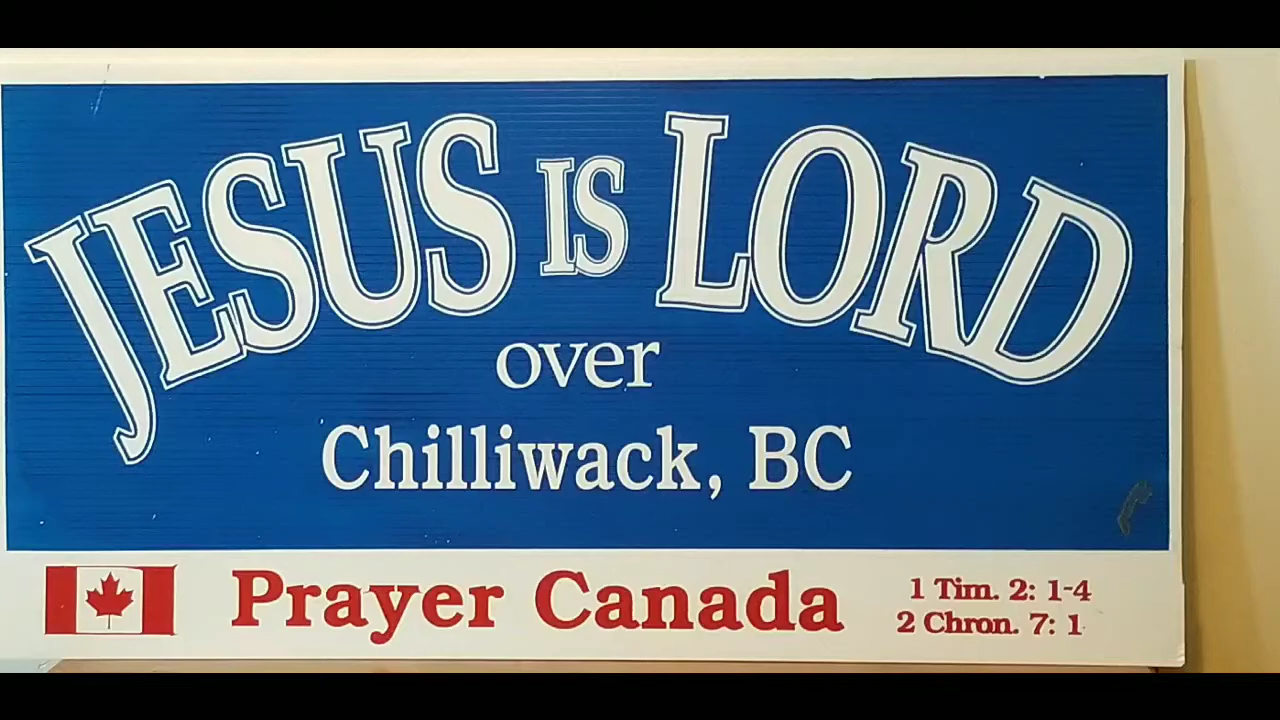 JESUS IS LORD
over
Chilliwack, BC
Prayer Canada
1 Tim. 2: 1-4
2 Chron. 7: 1